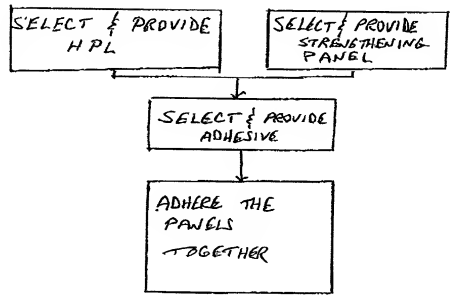 SELECT & PROVIDE
HPL
SELECT & PROVIDE
STRENGTHENING
PANEL
SELECT & PROVIDE
ADHESIVE
ADHERE THE
PANELS
TOGETHER